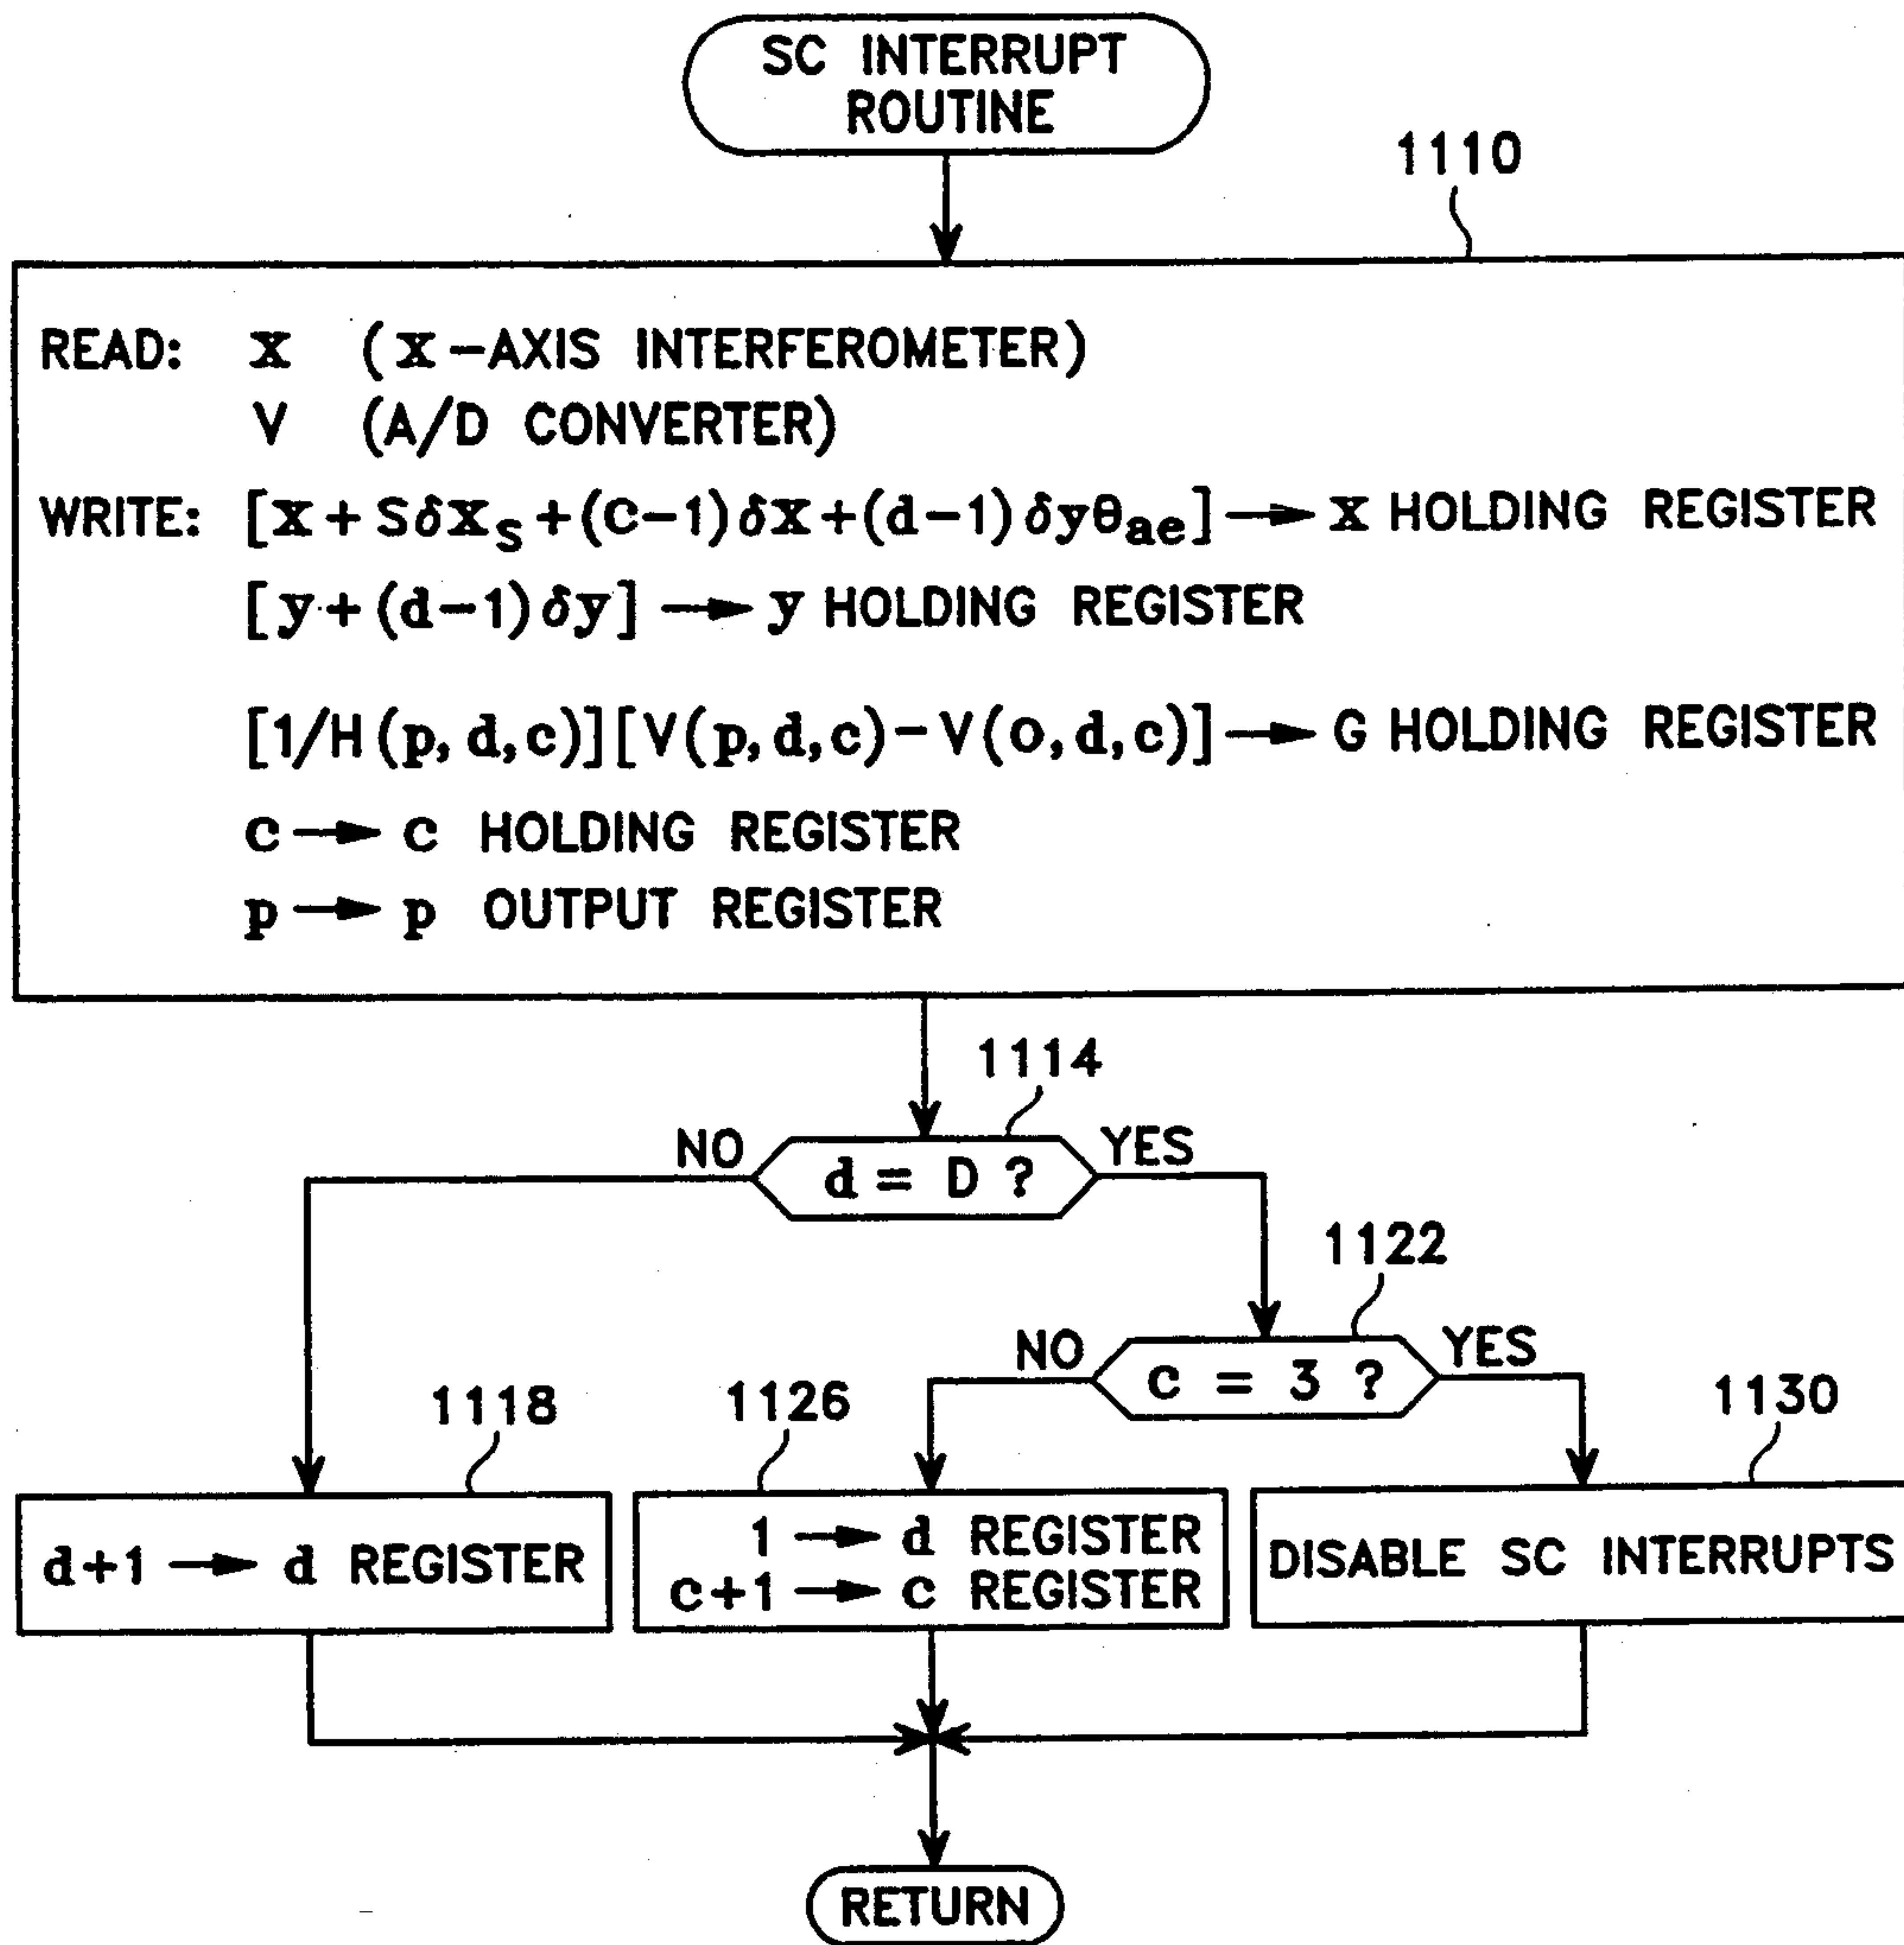 SC INTERRUPT
ROUTINE
1110
READ: x (x-AXIS INTERFEROMETER)
V (A/D CONVERTER)
WRITE: [x + Sδx_s + (c-1)δx + (d-1)δyθ_ae] → x HOLDING REGISTER
[y + (d-1)δy] → y HOLDING REGISTER
[1/H(p,d,c)][V(p,d,c) - V(o,d,c)] → G HOLDING REGISTER
c → c HOLDING REGISTER
p → p OUTPUT REGISTER
1114
NO d = D ? YES
1122
NO c = 3 ? YES
1118 1126 1130
d+1 → d REGISTER
1 → d REGISTER
c+1 → c REGISTER
DISABLE SC INTERRUPTS
RETURN